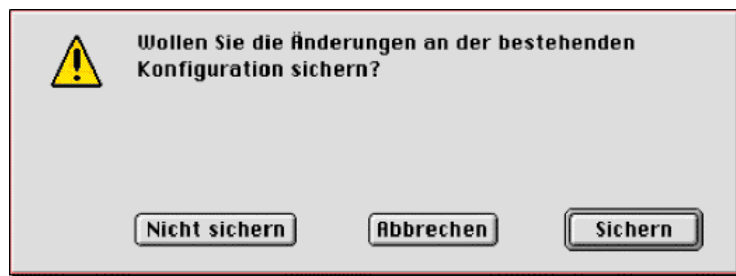 Wollen Sie die Änderungen an der bestehenden
Konfiguration sichern?
Nicht sichern
Abbrechen
Sichern